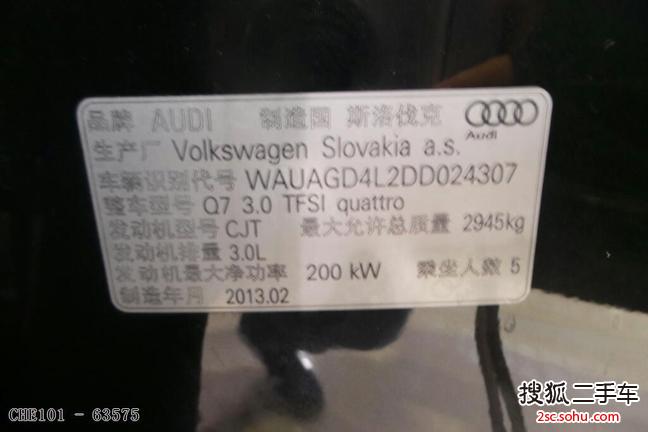 品牌 AUDI 制造国 斯洛伐克
Audi
生产厂 Volkswagen Slovakia a.s.
车辆识别代号 WAUAGD4L2DD024307
整车型号 Q7 3.0 TFSI quattro
发动机型号 CJT 最大允许总质量 2945kg
发动机排量 3.0L
发动机最大净功率 200 kW 乘坐人数 5
制造年月 2013.02
CHE101 - 63575
搜狐二手车
2sc.sohu.com